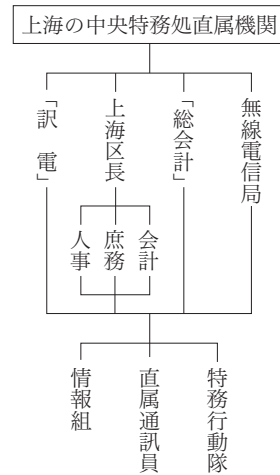 上海の中央特務処直属機関
無線電信局
「総会計」
上海区長
「訳電」
会計
庶務
人事
特務行動隊
直属通訊員
情報組